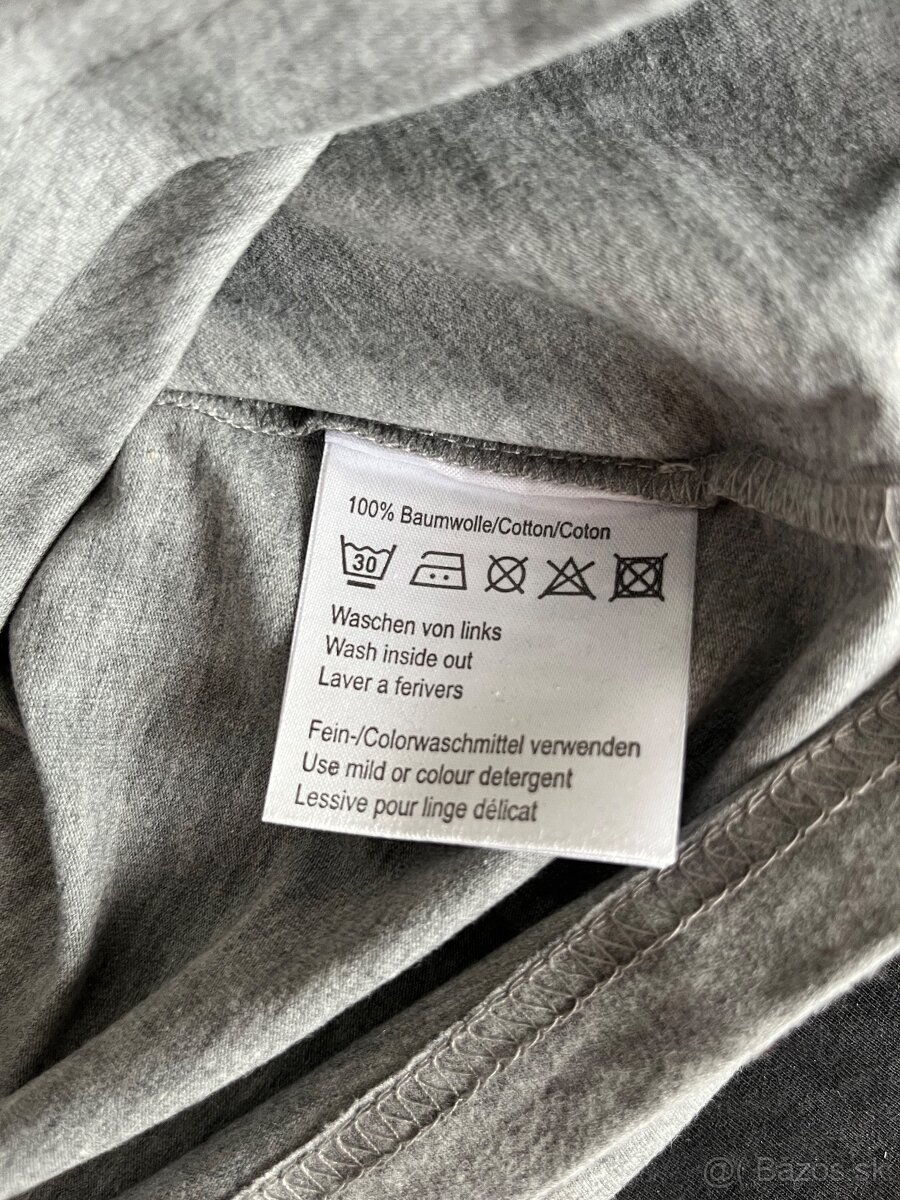 100% Baumwolle/Cotton/Coton
30
Waschen von links
Wash inside out
Laver a ferivers
Fein-/Colorwaschmittel verwenden
Use mild or colour detergent
Lessive pour linge délicat
@( Bazos.sk